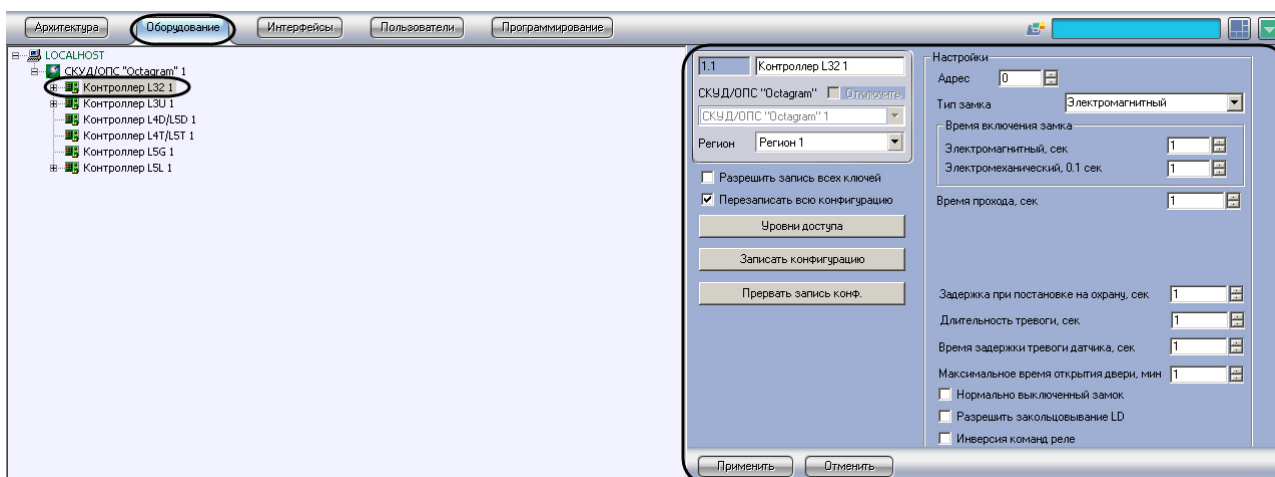 Архитектура Оборудование Интерфейсы Пользователи Программирование
LOCALHOST
СКУД/ОПС "Octagram" 1
Контроллер L32 1
Контроллер L3U 1
Контроллер L4D/L5D 1
Контроллер L4T/L5T 1
Контроллер L5G 1
Контроллер L5L 1
1.1 Контроллер L32 1
СКУД/ОПС "Octagram" Отключить
СКУД/ОПС "Octagram" 1
Регион Регион 1
Разрешить запись всех ключей
Перезаписать всю конфигурацию
Уровни доступа
Записать конфигурацию
Прервать запись конф.
Настройки
Адрес 0
Тип замка Электромагнитный
Время включения замка
Электромагнитный, сек 1
Электромеханический, 0.1 сек 1
Время прохода, сек 1
Задержка при постановке на охрану, сек 1
Длительность тревоги, сек 1
Время задержки тревоги датчика, сек 1
Максимальное время открытия двери, мин 1
Нормально выключенный замок
Разрешить закольцовывание LD
Инверсия команд реле
Применить Отменить